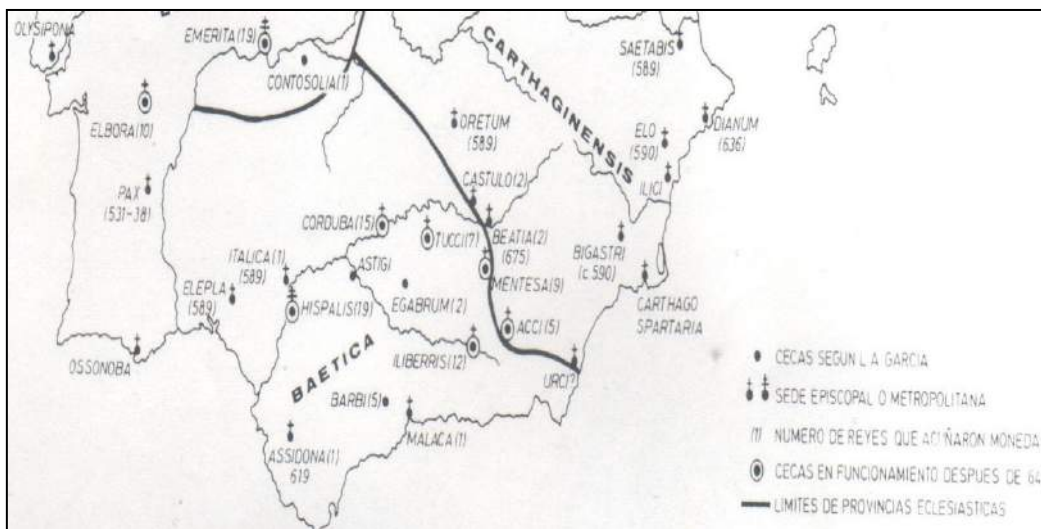 OLYSIPONA
EMERITA (19)
CONTOSOLIA (1)
ELBORA (10)
PAX
(531-38)
CARTHAGINENSIS
SAETABIS
(589)
ORETUM
(589)
ELO
(590)
DIANUM
(636)
ILICI
CASTULO (2)
CORDUBA (15)
TUCCI (7)
BEATIA (2)
(675)
BIGASTRI
(c. 590)
ITALICA (1)
(589)
ASTIGI
MENTESA (9)
ELEPLA
(589)
HISPALIS (19)
EGABRUM (2)
CARTHAGO
SPARTARIA
OSSONOBA
ILIBERRIS (12)
ACCI (5)
URCI?
BAETICA
BARBI (5)
MALACA (1)
ASSIDONA (1)
619
CECAS SEGUN L. A. GARCIA
SEDE EPISCOPAL O METROPOLITANA
(1) NUMERO DE REYES QUE ACUÑARON MONEDA
CECAS EN FUNCIONAMIENTO DESPUES DE 64
LIMITES DE PROVINCIAS ECLESIASTICAS